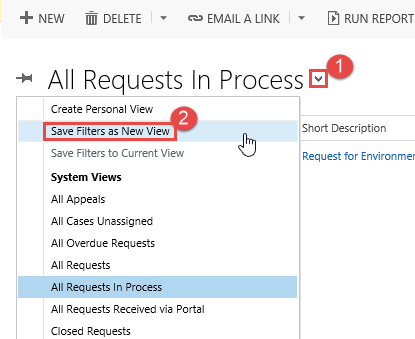 + NEW DELETE EMAIL A LINK RUN REPORT
1
All Requests In Process
Create Personal View
Save Filters as New View 2
Short Description
Save Filters to Current View
Request for Environme
System Views
All Appeals
All Cases Unassigned
All Overdue Requests
All Requests
All Requests In Process
All Requests Received via Portal
Closed Requests